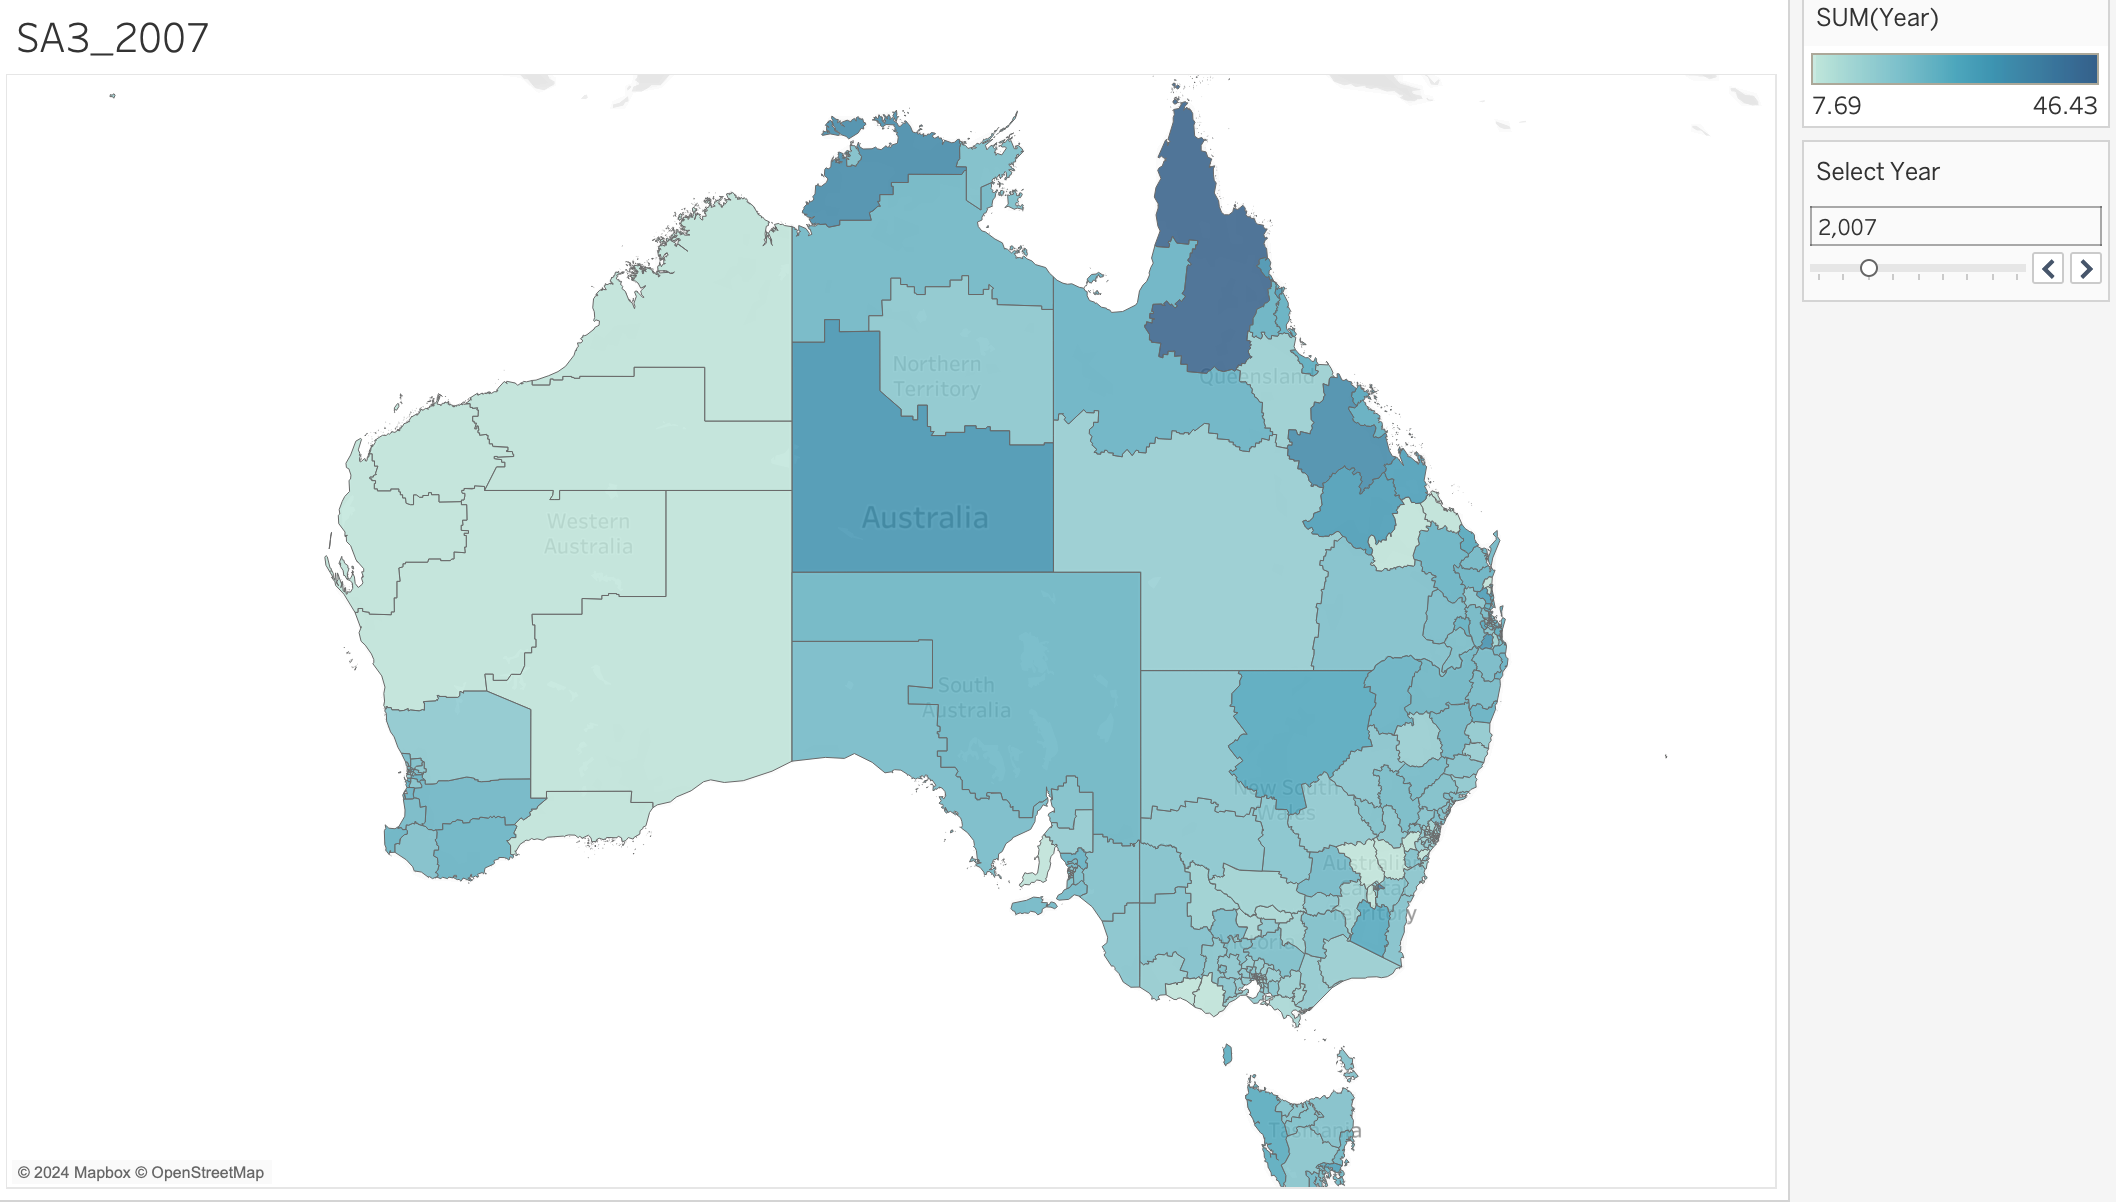 SA3_2007
SUM(Year)
7.69 46.43
Select Year
2,007
Northern
Territory
Queensland
Australia
Western
Australia
South
Australia
New South
Wales
Australian
Capital
Territory
Victoria
Tasmania
© 2024 Mapbox © OpenStreetMap